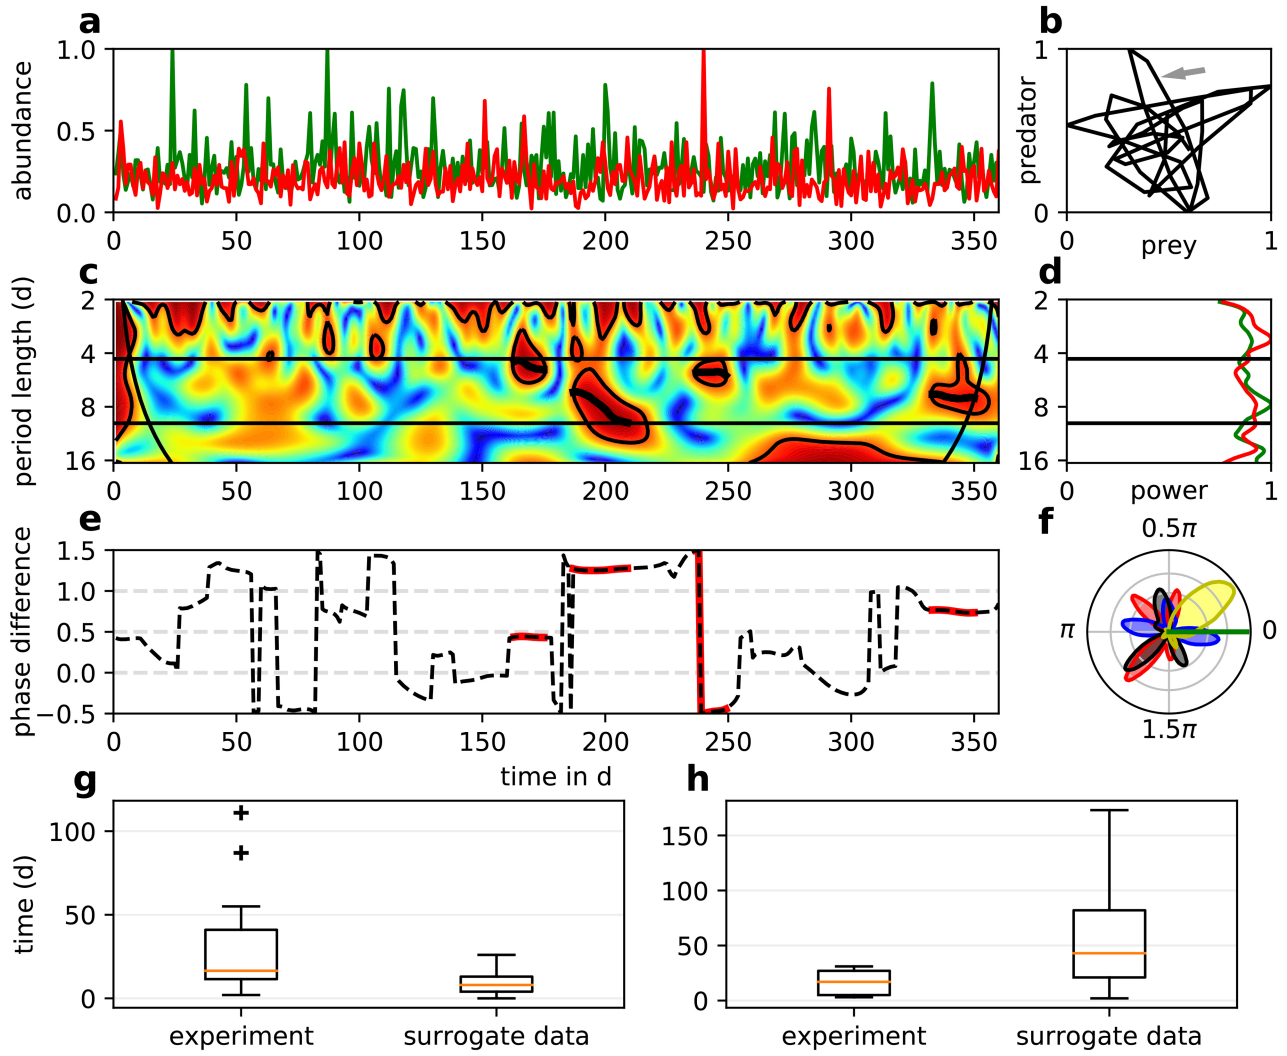 a
abundance
1.0
0.5
0.0
0 50 100 150 200 250 300 350
b
predator
1
0
0 1
prey
c
period length (d)
2
4
8
16
0 50 100 150 200 250 300 350
d
2
4
8
16
0 1
power
e
phase difference
1.5
1.0
0.5
0.0
−0.5
0 50 100 150 200 250 300 350
time in d
f
0.5π
π
0
1.5π
g
time (d)
100
50
0
experiment surrogate data
h
150
100
50
0
experiment surrogate data